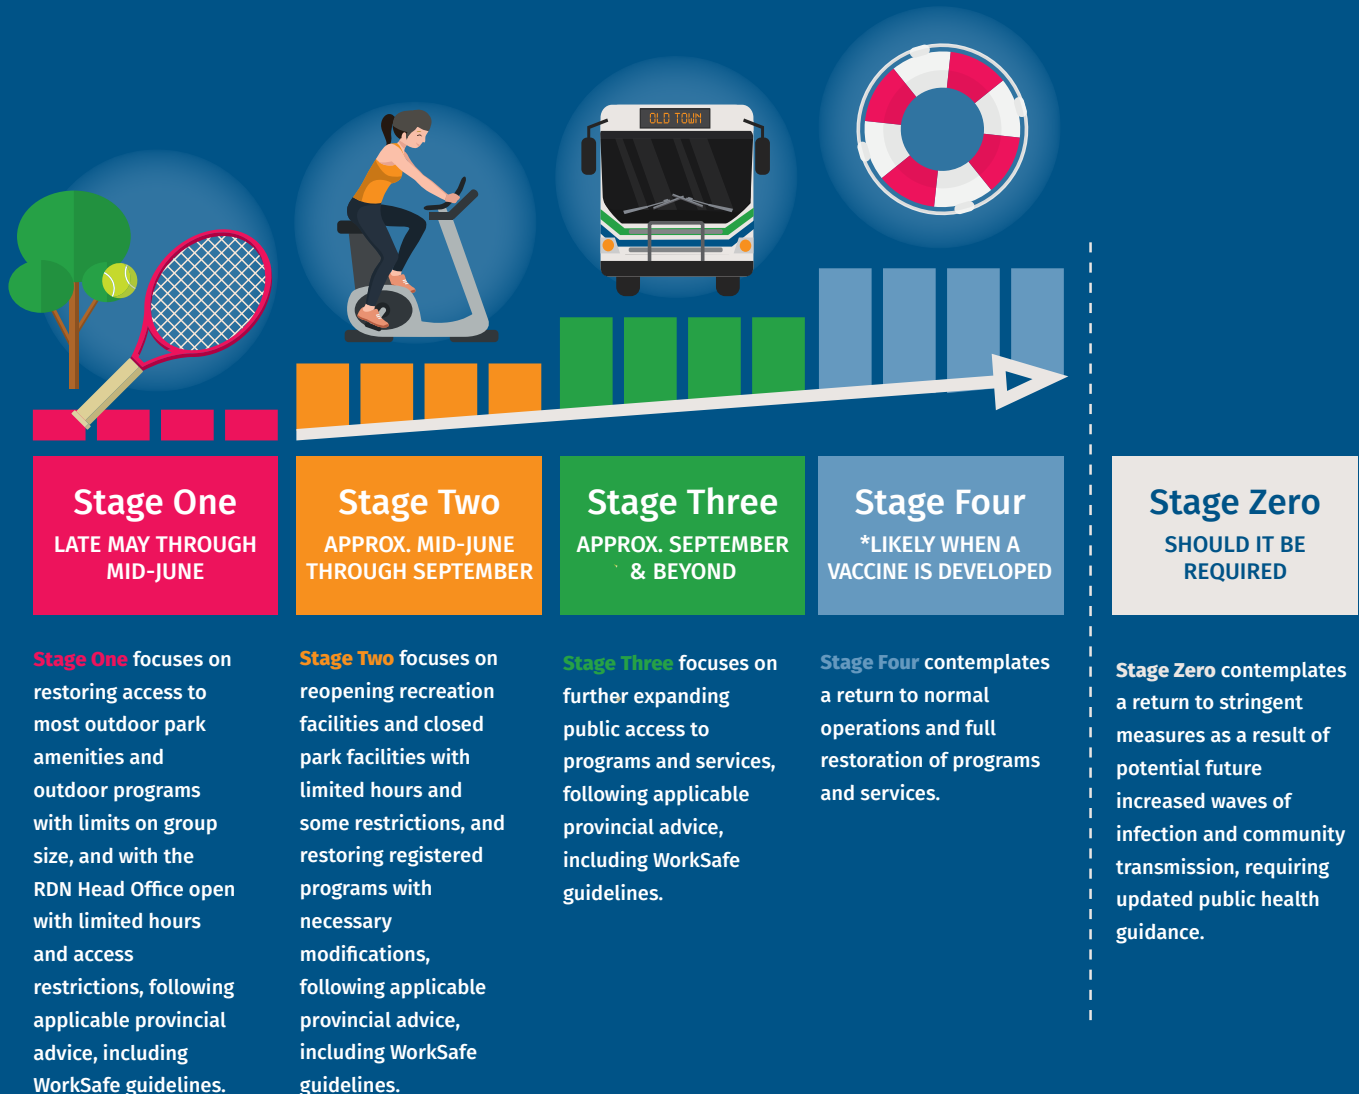 OLD TOWN
Stage One
LATE MAY THROUGH
MID-JUNE
Stage One focuses on
restoring access to
most outdoor park
amenities and
outdoor programs
with limits on group
size, and with the
RDN Head Office open
with limited hours
and access
restrictions, following
applicable provincial
advice, including
WorkSafe guidelines.
Stage Two
APPROX. MID-JUNE
THROUGH SEPTEMBER
Stage Two focuses on
reopening recreation
facilities and closed
park facilities with
limited hours and
some restrictions, and
restoring registered
programs with
necessary
modifications,
following applicable
provincial advice,
including WorkSafe
guidelines.
Stage Three
APPROX. SEPTEMBER
& BEYOND
Stage Three focuses on
further expanding
public access to
programs and services,
following applicable
provincial advice,
including WorkSafe
guidelines.
Stage Four
*LIKELY WHEN A
VACCINE IS DEVELOPED
Stage Four contemplates
a return to normal
operations and full
restoration of programs
and services.
Stage Zero
SHOULD IT BE
REQUIRED
Stage Zero contemplates
a return to stringent
measures as a result of
potential future
increased waves of
infection and community
transmission, requiring
updated public health
guidance.